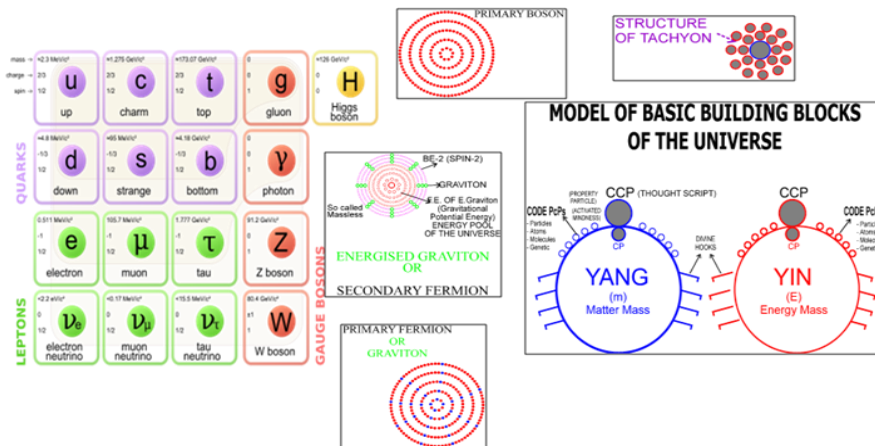 mass → ≈2.3 MeV/c² ≈1.275 GeV/c² ≈173.07 GeV/c² 0 ≈126 GeV/c²
charge → 2/3 2/3 2/3 0 0
spin → 1/2 1/2 1/2 1 0
u c t g H
up charm top gluon Higgs
boson
QUARKS
≈4.8 MeV/c² ≈95 MeV/c² ≈4.18 GeV/c² 0
-1/3 -1/3 -1/3 0
1/2 1/2 1/2 1
d s b γ
down strange bottom photon
0.511 MeV/c² 105.7 MeV/c² 1.777 GeV/c² 91.2 GeV/c²
-1 -1 -1 0
1/2 1/2 1/2 1
e μ τ Z
electron muon tau Z boson
LEPTONS
<2.2 eV/c² <0.17 MeV/c² <15.5 MeV/c² 80.4 GeV/c²
0 0 0 ±1
1/2 1/2 1/2 1
νe νμ ντ W
electron muon tau W boson
neutrino neutrino neutrino
GAUGE BOSONS
PRIMARY BOSON
STRUCTURE
OF TACHYON
BE-2 (SPIN-2)
GRAVITON
So called
Massless
F.E. OF E.Graviton
(Gravitational
Potential Energy)
ENERGY POOL
OF THE UNIVERSE
ENERGISED GRAVITON
OR
SECONDARY FERMION
PRIMARY FERMION
OR
GRAVITON
MODEL OF BASIC BUILDING BLOCKS
OF THE UNIVERSE
CCP (THOUGHT SCRIPT) CCP
(PROPERTY
PARTICLE)
(ACTIVATED
MINDNESS)
CODE PcPs
- Particles
- Atoms
- Molecules
- Genetic
CP
DIVINE
HOOKS
CP
CODE Pc
- Partic
- Atoms
- Molec
- Genet
YANG
(m)
Matter Mass
YIN
(E)
Energy Mass